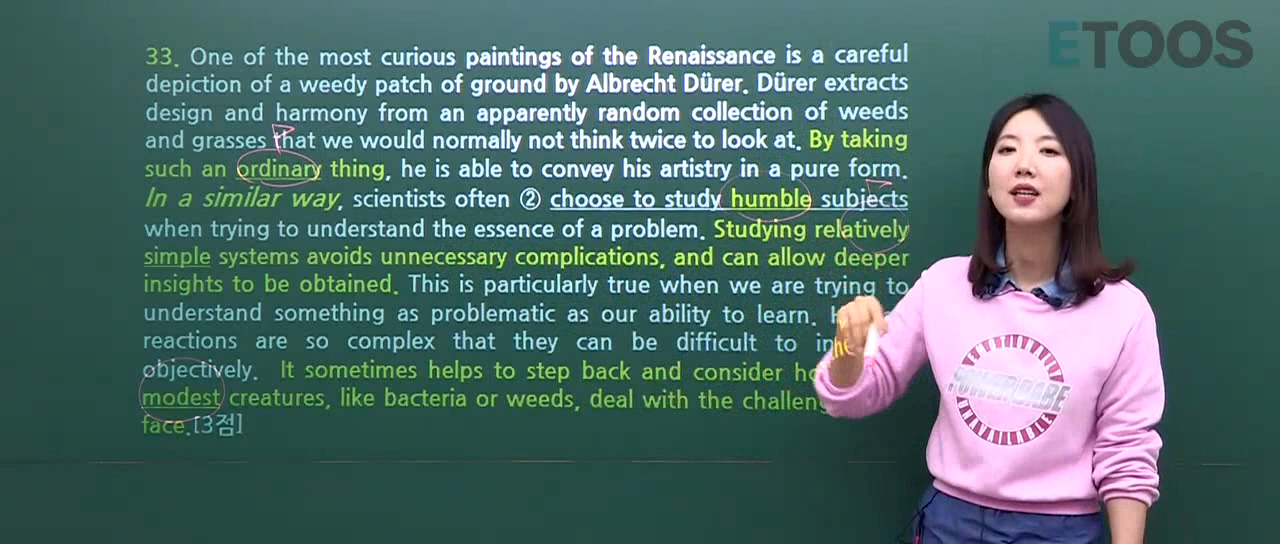 ETOOS
33. One of the most curious paintings of the Renaissance is a careful
depiction of a weedy patch of ground by Albrecht Dürer. Dürer extracts
design and harmony from an apparently random collection of weeds
and grasses that we would normally not think twice to look at. By taking
such an ordinary thing, he is able to convey his artistry in a pure form.
In a similar way, scientists often ② choose to study humble subjects
when trying to understand the essence of a problem. Studying relatively
simple systems avoids unnecessary complications, and can allow deeper
insights to be obtained. This is particularly true when we are trying to
understand something as problematic as our ability to learn.
reactions are so complex that they can be difficult to
objectively. It sometimes helps to step back and consider
modest creatures, like bacteria or weeds, deal with the
face.[3점]
POWER BABE
UNAVAILABLE